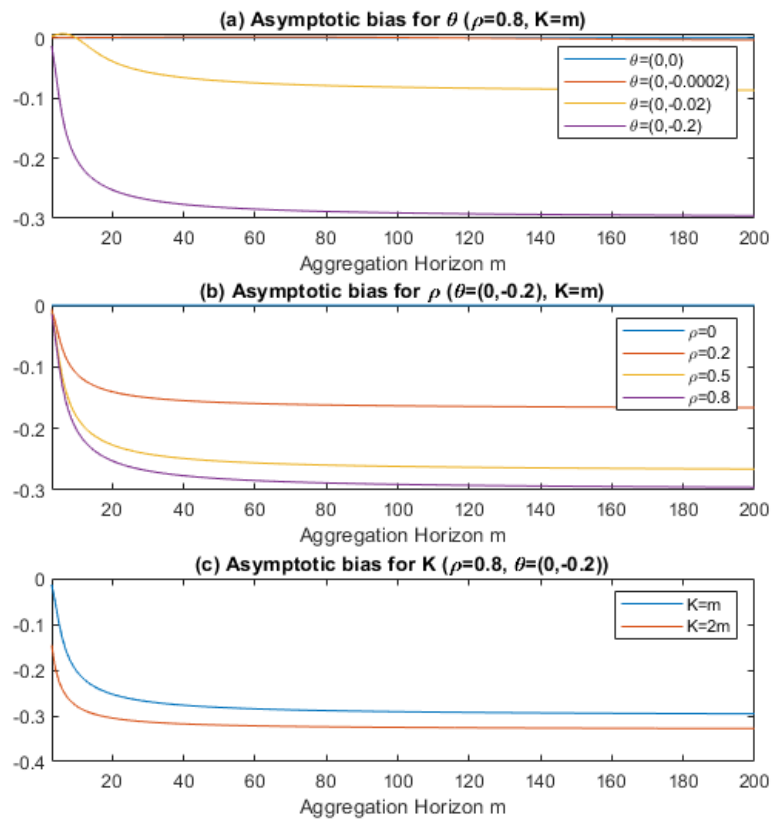 (a) Asymptotic bias for θ (ρ=0.8, K=m)
0
-0.1
-0.2
-0.3
θ=(0,0)
θ=(0,-0.0002)
θ=(0,-0.02)
θ=(0,-0.2)
20 40 60 80 100 120 140 160 180 200
Aggregation Horizon m
(b) Asymptotic bias for ρ (θ=(0,-0.2), K=m)
0
-0.1
-0.2
-0.3
ρ=0
ρ=0.2
ρ=0.5
ρ=0.8
20 40 60 80 100 120 140 160 180 200
Aggregation Horizon m
(c) Asymptotic bias for K (ρ=0.8, θ=(0,-0.2))
0
-0.1
-0.2
-0.3
-0.4
K=m
K=2m
20 40 60 80 100 120 140 160 180 200
Aggregation Horizon m